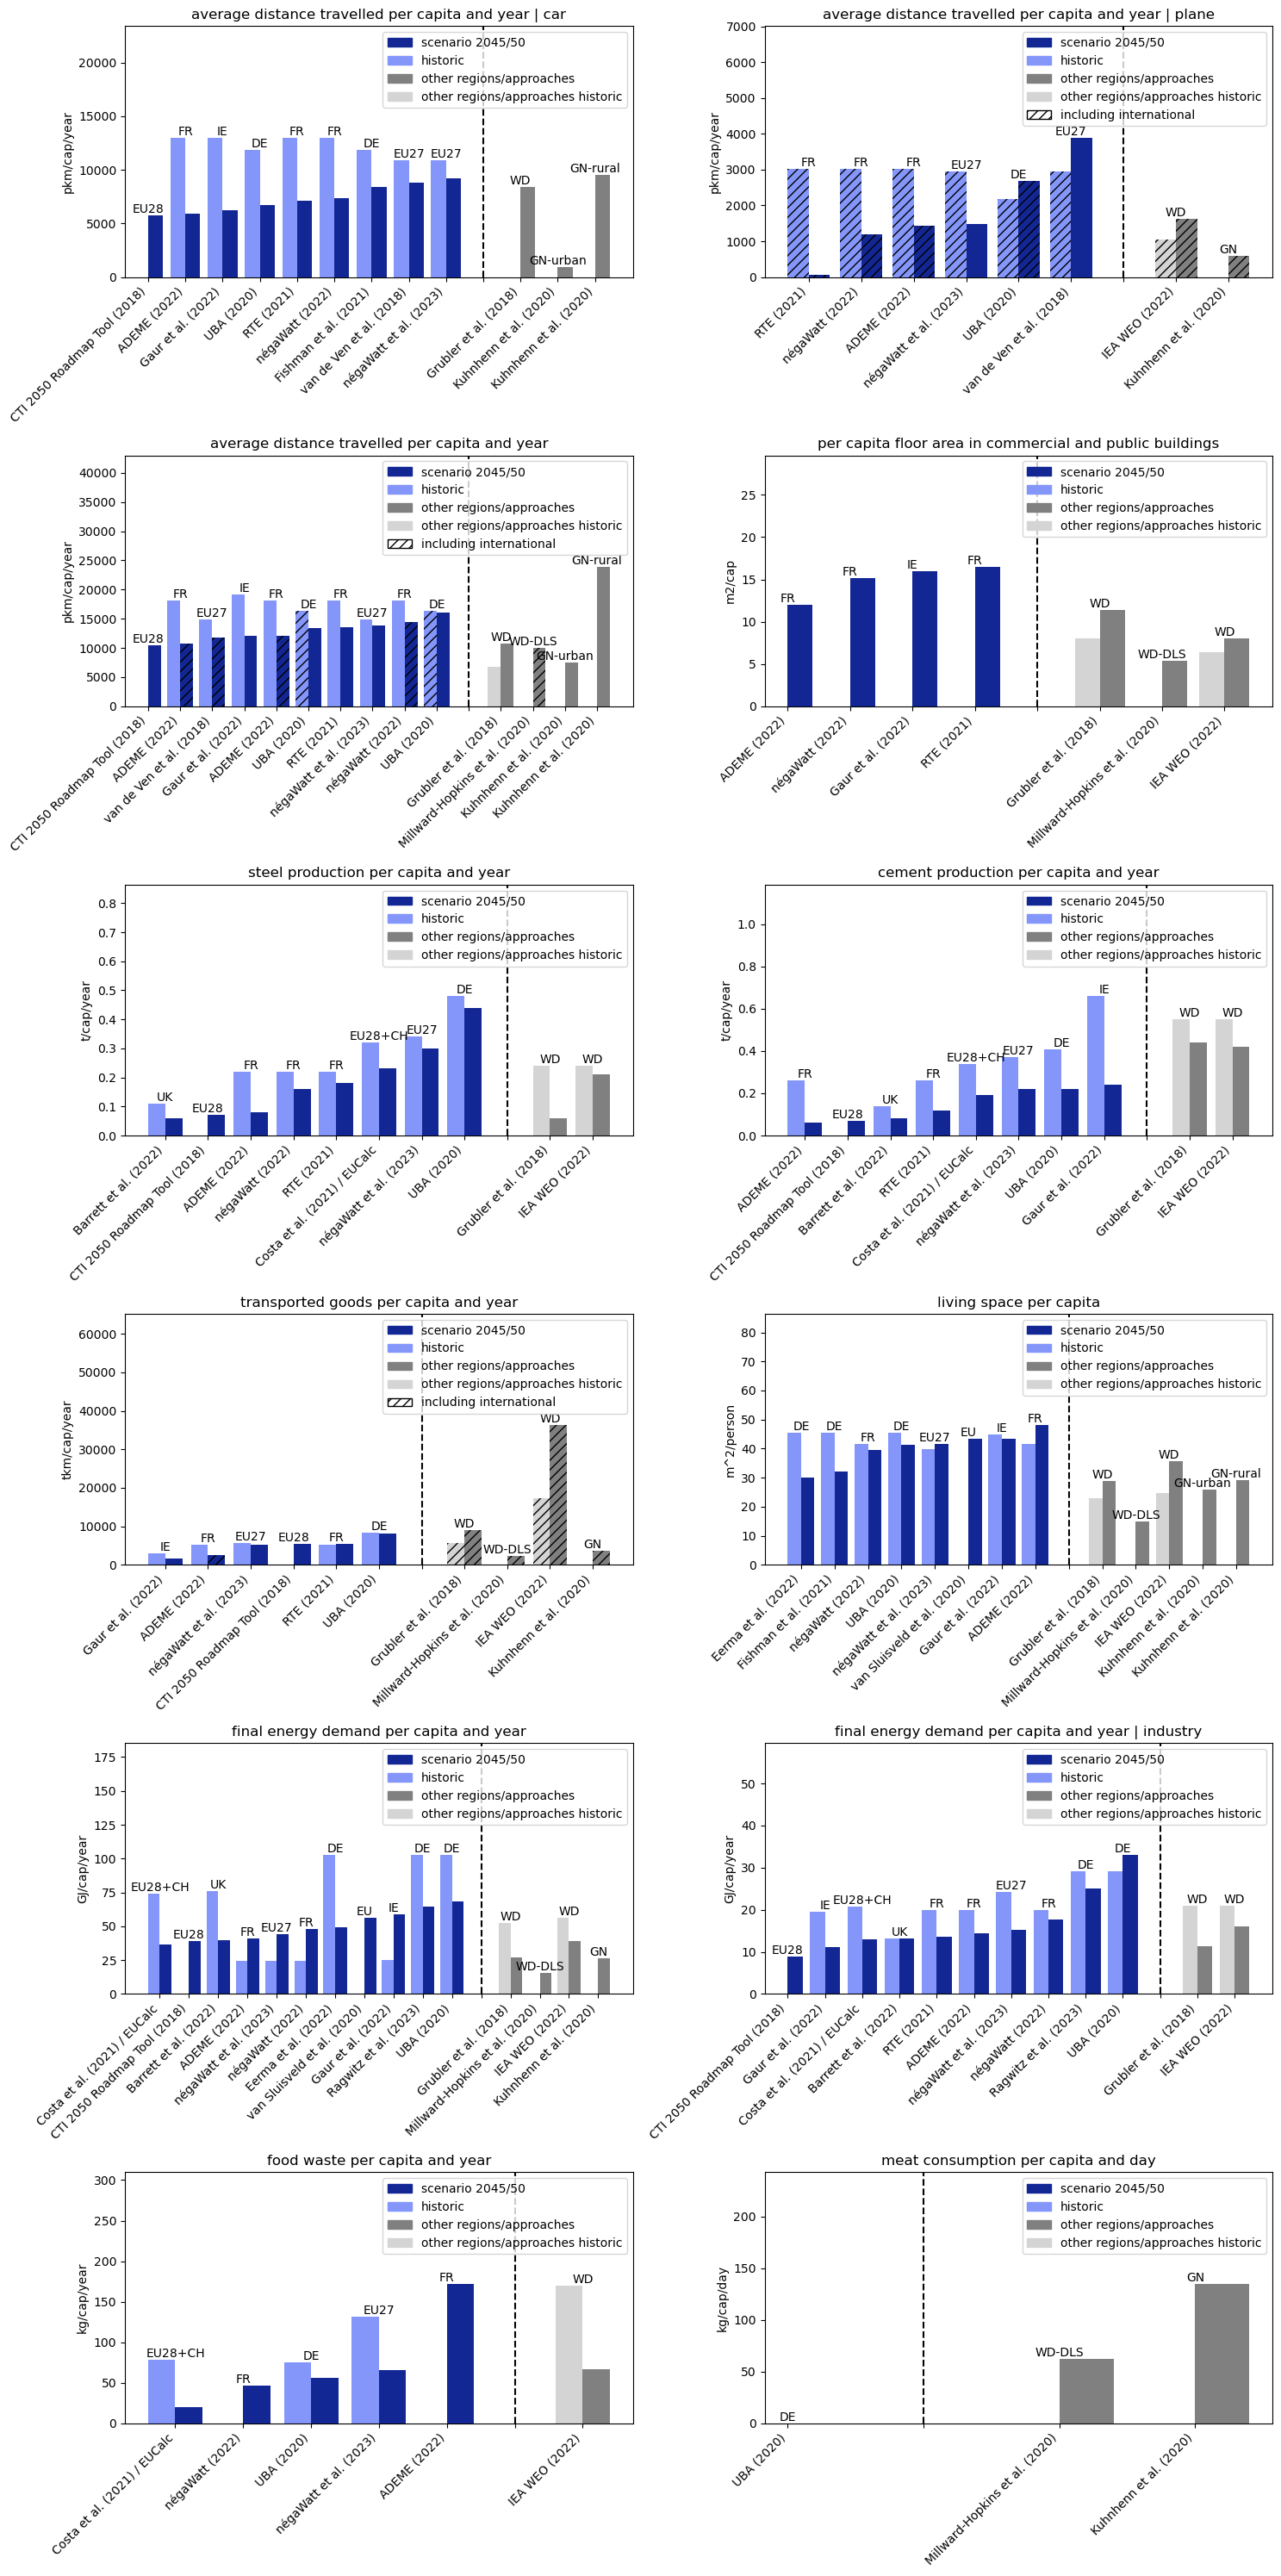 average distance travelled per capita and year | car
pkm/cap/year
20000
15000
10000
5000
0
scenario 2045/50
historic
other regions/approaches
other regions/approaches historic
EU28
FR
IE
DE
FR
FR
DE
EU27
EU27
WD
GN-urban
GN-rural
CTI 2050 Roadmap Tool (2018)
ADEME (2022)
Gaur et al. (2022)
UBA (2020)
RTE (2021)
négaWatt (2022)
Fishman et al. (2021)
van de Ven et al. (2018)
négaWatt et al. (2023)
Grubler et al. (2018)
Kuhnhenn et al. (2020)
Kuhnhenn et al. (2020)
average distance travelled per capita and year | plane
pkm/cap/year
7000
6000
5000
4000
3000
2000
1000
0
scenario 2045/50
historic
other regions/approaches
other regions/approaches historic
including international
FR
FR
FR
EU27
DE
EU27
WD
GN
RTE (2021)
négaWatt (2022)
ADEME (2022)
négaWatt et al. (2023)
UBA (2020)
van de Ven et al. (2018)
IEA WEO (2022)
Kuhnhenn et al. (2020)
average distance travelled per capita and year
pkm/cap/year
40000
35000
30000
25000
20000
15000
10000
5000
0
scenario 2045/50
historic
other regions/approaches
other regions/approaches historic
including international
EU28
FR
EU27
IE
FR
DE
FR
EU27
FR
DE
WD
WD-DLS
GN-urban
GN-rural
CTI 2050 Roadmap Tool (2018)
ADEME (2022)
van de Ven et al. (2018)
Gaur et al. (2022)
ADEME (2022)
UBA (2020)
RTE (2021)
négaWatt et al. (2023)
négaWatt (2022)
UBA (2020)
Grubler et al. (2018)
Millward-Hopkins et al. (2020)
Kuhnhenn et al. (2020)
Kuhnhenn et al. (2020)
per capita floor area in commercial and public buildings
m2/cap
25
20
15
10
5
0
scenario 2045/50
historic
other regions/approaches
other regions/approaches historic
FR
FR
IE
FR
WD
WD-DLS
WD
ADEME (2022)
négaWatt (2022)
Gaur et al. (2022)
RTE (2021)
Grubler et al. (2018)
Millward-Hopkins et al. (2020)
IEA WEO (2022)
steel production per capita and year
t/cap/year
0.8
0.7
0.6
0.5
0.4
0.3
0.2
0.1
0.0
scenario 2045/50
historic
other regions/approaches
other regions/approaches historic
UK
EU28
FR
FR
FR
EU28+CH
EU27
DE
WD
WD
Barrett et al. (2022)
CTI 2050 Roadmap Tool (2018)
ADEME (2022)
négaWatt (2022)
RTE (2021)
Costa et al. (2021) / EUCalc
négaWatt et al. (2023)
UBA (2020)
Grubler et al. (2018)
IEA WEO (2022)
cement production per capita and year
t/cap/year
1.0
0.8
0.6
0.4
0.2
0.0
scenario 2045/50
historic
other regions/approaches
other regions/approaches historic
FR
EU28
UK
FR
EU28+CH
EU27
DE
IE
WD
WD
ADEME (2022)
CTI 2050 Roadmap Tool (2018)
Barrett et al. (2022)
RTE (2021)
Costa et al. (2021) / EUCalc
négaWatt et al. (2023)
UBA (2020)
Gaur et al. (2022)
Grubler et al. (2018)
IEA WEO (2022)
transported goods per capita and year
tkm/cap/year
60000
50000
40000
30000
20000
10000
0
scenario 2045/50
historic
other regions/approaches
other regions/approaches historic
including international
IE
FR
EU27
EU28
FR
DE
WD
WD-DLS
WD
GN
Gaur et al. (2022)
ADEME (2022)
négaWatt et al. (2023)
CTI 2050 Roadmap Tool (2018)
RTE (2021)
UBA (2020)
Grubler et al. (2018)
Millward-Hopkins et al. (2020)
IEA WEO (2022)
Kuhnhenn et al. (2020)
living space per capita
m^2/person
80
70
60
50
40
30
20
10
0
scenario 2045/50
historic
other regions/approaches
other regions/approaches historic
DE
DE
FR
DE
EU27
EU
IE
FR
WD
WD-DLS
WD
GN-urban
GN-rural
Eerma et al. (2022)
Fishman et al. (2021)
négaWatt (2022)
UBA (2020)
négaWatt et al. (2023)
van Sluisveld et al. (2020)
Gaur et al. (2022)
ADEME (2022)
Grubler et al. (2018)
Millward-Hopkins et al. (2020)
IEA WEO (2022)
Kuhnhenn et al. (2020)
Kuhnhenn et al. (2020)
final energy demand per capita and year
GJ/cap/year
175
150
125
100
75
50
25
0
scenario 2045/50
historic
other regions/approaches
other regions/approaches historic
EU28+CH
EU28
UK
FR
EU27
FR
DE
EU
IE
DE
DE
WD
WD-DLS
WD
GN
Costa et al. (2021) / EUCalc
CTI 2050 Roadmap Tool (2018)
Barrett et al. (2022)
ADEME (2022)
négaWatt et al. (2023)
négaWatt (2022)
Eerma et al. (2022)
van Sluisveld et al. (2020)
Gaur et al. (2022)
Ragwitz et al. (2023)
UBA (2020)
Grubler et al. (2018)
Millward-Hopkins et al. (2020)
IEA WEO (2022)
Kuhnhenn et al. (2020)
final energy demand per capita and year | industry
GJ/cap/year
50
40
30
20
10
0
scenario 2045/50
historic
other regions/approaches
other regions/approaches historic
EU28
IE
EU28+CH
UK
FR
FR
EU27
FR
DE
DE
WD
WD
CTI 2050 Roadmap Tool (2018)
Gaur et al. (2022)
Costa et al. (2021) / EUCalc
Barrett et al. (2022)
RTE (2021)
ADEME (2022)
négaWatt et al. (2023)
négaWatt (2022)
Ragwitz et al. (2023)
UBA (2020)
Grubler et al. (2018)
IEA WEO (2022)
food waste per capita and year
kg/cap/year
300
250
200
150
100
50
0
scenario 2045/50
historic
other regions/approaches
other regions/approaches historic
EU28+CH
FR
DE
EU27
FR
WD
Costa et al. (2021) / EUCalc
négaWatt (2022)
UBA (2020)
négaWatt et al. (2023)
ADEME (2022)
IEA WEO (2022)
meat consumption per capita and day
kg/cap/day
200
150
100
50
0
scenario 2045/50
historic
other regions/approaches
other regions/approaches historic
DE
WD-DLS
GN
UBA (2020)
Millward-Hopkins et al. (2020)
Kuhnhenn et al. (2020)